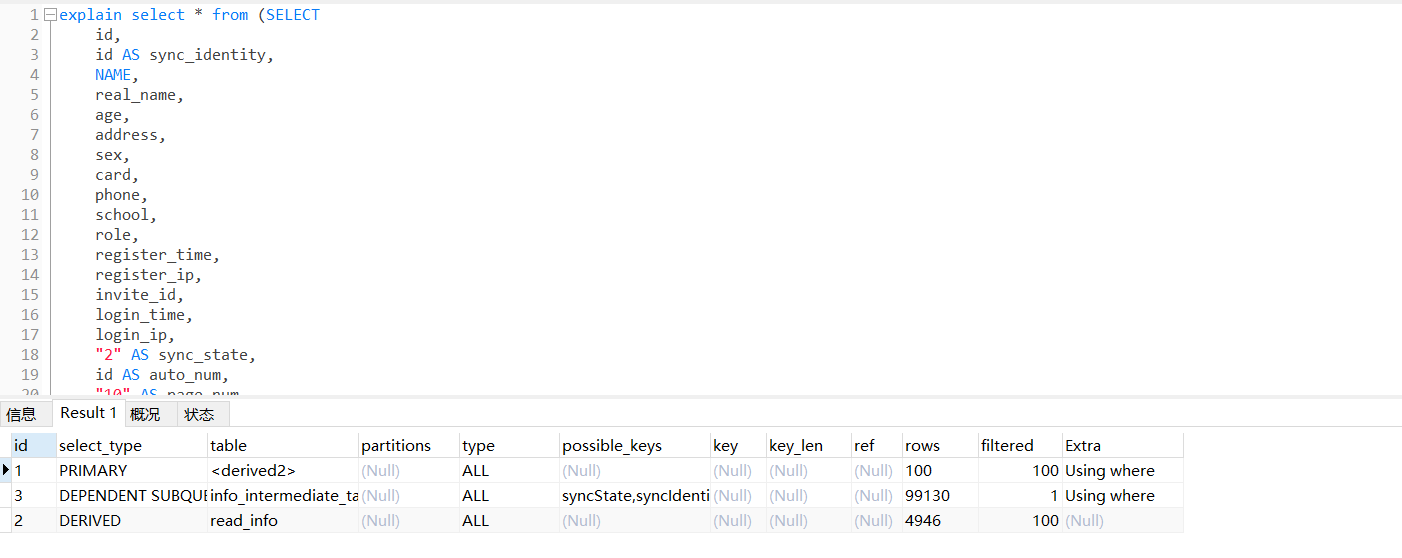 1 explain select * from (SELECT
2 id,
3 id AS sync_identity,
4 NAME,
5 real_name,
6 age,
7 address,
8 sex,
9 card,
10 phone,
11 school,
12 role,
13 register_time,
14 register_ip,
15 invite_id,
16 login_time,
17 login_ip,
18 "2" AS sync_state,
19 id AS auto_num,
20 "10" AS page_num
信息 Result 1 概况 状态
id select_type table partitions type possible_keys key key_len ref rows filtered Extra
1 PRIMARY <derived2> (Null) ALL (Null) (Null) (Null) (Null) 100 100 Using where
3 DEPENDENT SUBQUE info_intermediate_ta (Null) ALL syncState,syncIdenti (Null) (Null) (Null) 99130 1 Using where
2 DERIVED read_info (Null) ALL (Null) (Null) (Null) (Null) 4946 100 (Null)